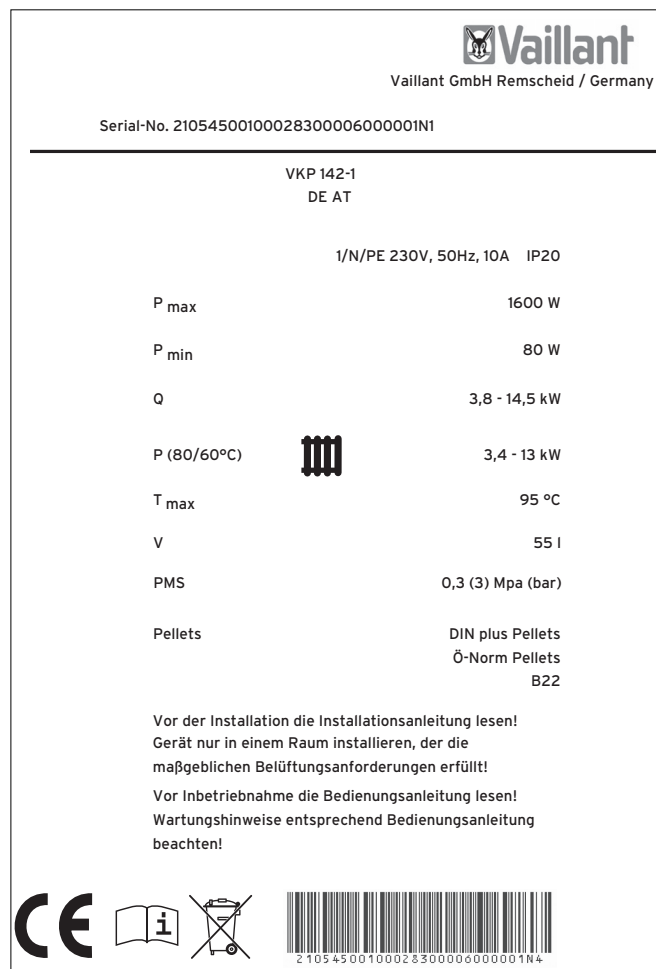 Vaillant
Vaillant GmbH Remscheid / Germany
Serial-No. 21054500100028300006000001N1
VKP 142-1
DE AT
1/N/PE 230V, 50Hz, 10A IP20
P max 1600 W
P min 80 W
Q 3,8 - 14,5 kW
P (80/60°C) 3,4 - 13 kW
T max 95 °C
V 55 l
PMS 0,3 (3) Mpa (bar)
Pellets DIN plus Pellets
Ö-Norm Pellets
B22
Vor der Installation die Installationsanleitung lesen!
Gerät nur in einem Raum installieren, der die
maßgeblichen Belüftungsanforderungen erfüllt!
Vor Inbetriebnahme die Bedienungsanleitung lesen!
Wartungshinweise entsprechend Bedienungsanleitung
beachten!
CE i
21054500100028300006000001N4